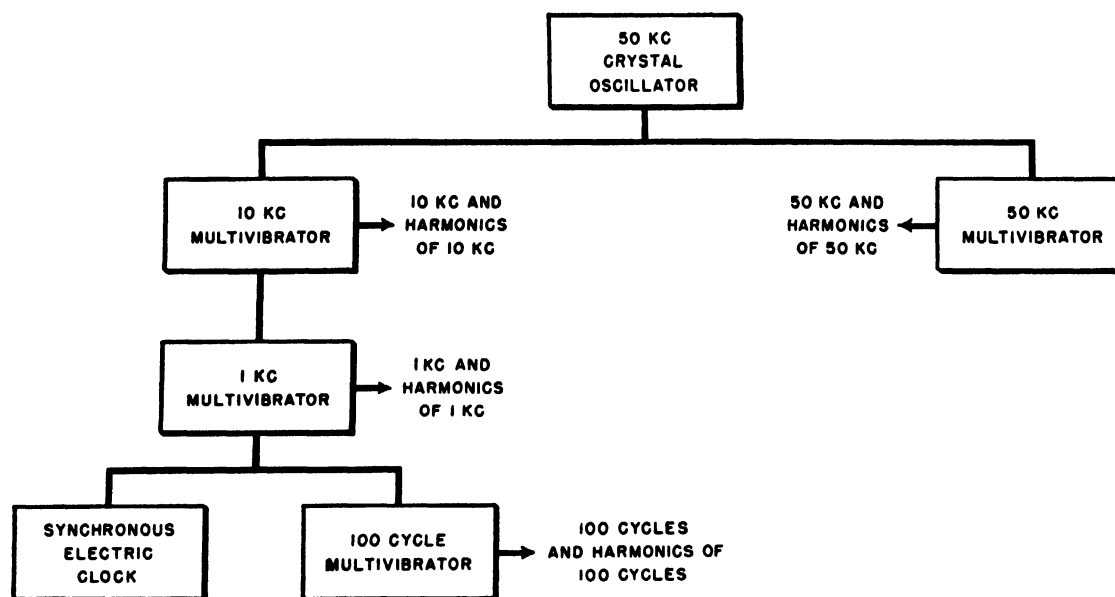 50 KC
CRYSTAL
OSCILLATOR
10 KC
MULTIVIBRATOR
10 KC AND
HARMONICS
OF 10 KC
50 KC AND
HARMONICS
OF 50 KC
50 KC
MULTIVIBRATOR
1 KC
MULTIVIBRATOR
1 KC AND
HARMONICS
OF 1 KC
SYNCHRONOUS
ELECTRIC
CLOCK
100 CYCLE
MULTIVIBRATOR
100 CYCLES
AND HARMONICS OF
100 CYCLES